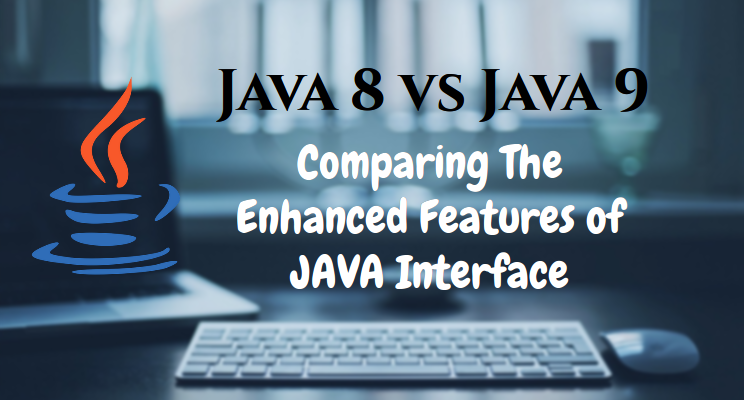 JAVA 8 VS JAVA 9
Comparing The
Enhanced Features of
JAVA Interface